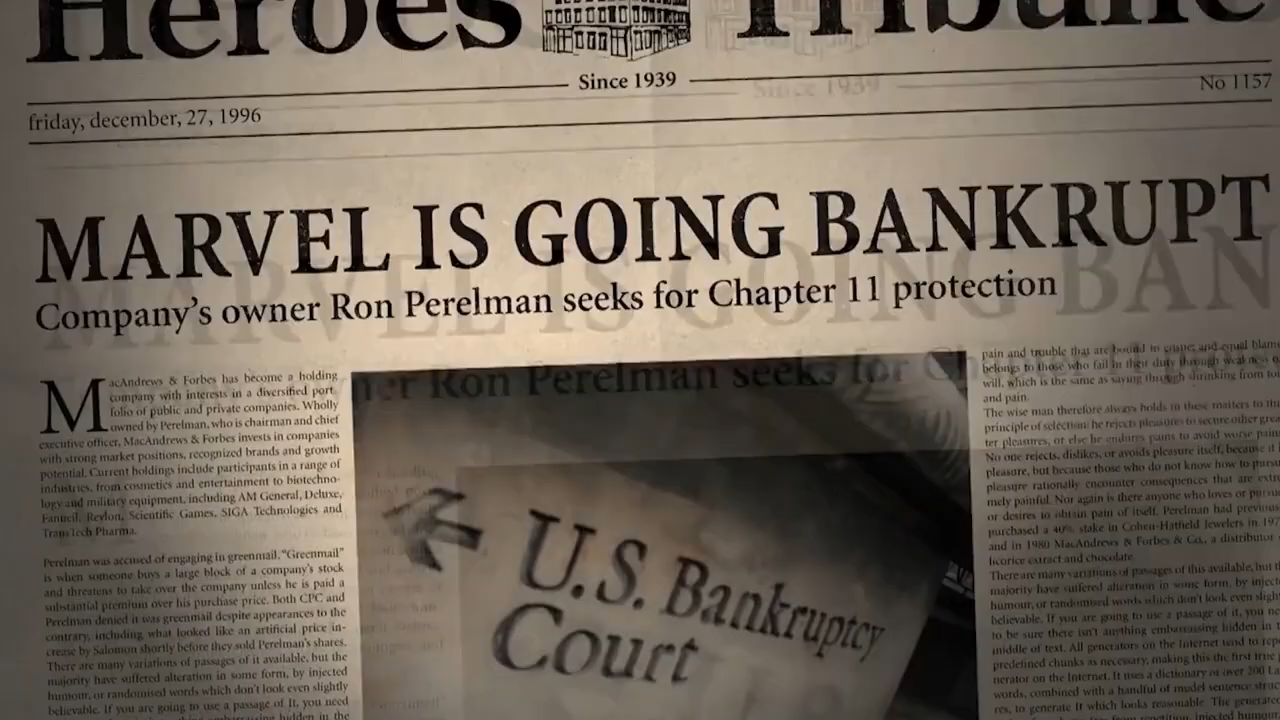 Heroes Tribune
Since 1939
friday, december, 27, 1996
No 1157
MARVEL IS GOING BANKRUPT
Company's owner Ron Perelman seeks for Chapter 11 protection
MacAndrews & Forbes has become a holding
company with interests in a diversified port-
folio of public and private companies. Wholly
owned by Perelman, who is chairman and chief
executive officer, MacAndrews & Forbes invests in companies
with strong market positions, recognized brands and growth
potential. Current holdings include participants in a range of
industries, from cosmetics and entertainment to biotechno-
logy and military equipment, including AM General, Deluxe,
Faneuil, Revlon, Scientific Games, SIGA Technologies and
TransTech Pharma.
Perelman was accused of engaging in greenmail. "Greenmail"
is when someone buys a large block of a company's stock
and threatens to take over the company unless he is paid a
substantial premium over his purchase price. Both CPC and
Perelman denied it was greenmail despite appearances to the
contrary, including what looked like an artificial price in-
crease by Salomon shortly before they sold Perelman's shares.
There are many variations of passages of it available, but the
majority have suffered alteration in some form, by injected
humour, or randomised words which don't look even slightly
believable. If you are going to use a passage of It, you need
hidden in the
U.S. Bankruptcy
Court
pain and trouble that are bound to ensue; and equal blame
belongs to those who fail in their duty through weakness
will, which is the same as saying through shrinking from
and pain.
The wise man therefore always holds in these matters to
principle of selection: he rejects pleasures to secure other
ter pleasures, or else he endures pains to avoid worse
No one rejects, dislikes, or avoids pleasure itself, because
pleasure, but because those who do not know how to
pleasure rationally encounter consequences that are
mely painful. Nor again is there anyone who loves or
or desires to obtain pain of itself. Perelman had
purchased a 40% stake in Cohen-Hatfield Jewelers in
and in 1980 MacAndrews & Forbes & Co., a distributor
licorice extract and chocolate.
There are many variations of passages of this available, but
majority have suffered alteration in some form, by
humour, or randomised words which don't look even
believable. If you are going to use a passage of it, you
to be sure there isn't anything embarrassing hidden in
middle of text. All generators on the Internet tend to
predefined chunks as necessary, making this the first true
nerator on the Internet. It uses a dictionary of over 200
words, combined with a handful of model sentence
res, to generate It which looks reasonable. The